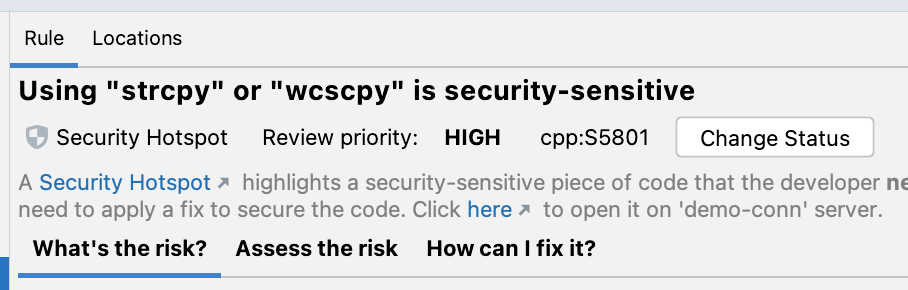 Rule Locations
Using "strcpy" or "wcscpy" is security-sensitive
Security Hotspot Review priority: HIGH cpp:S5801 Change Status
A Security Hotspot highlights a security-sensitive piece of code that the developer
need to apply a fix to secure the code. Click here to open it on 'demo-conn' server.
What's the risk? Assess the risk How can I fix it?